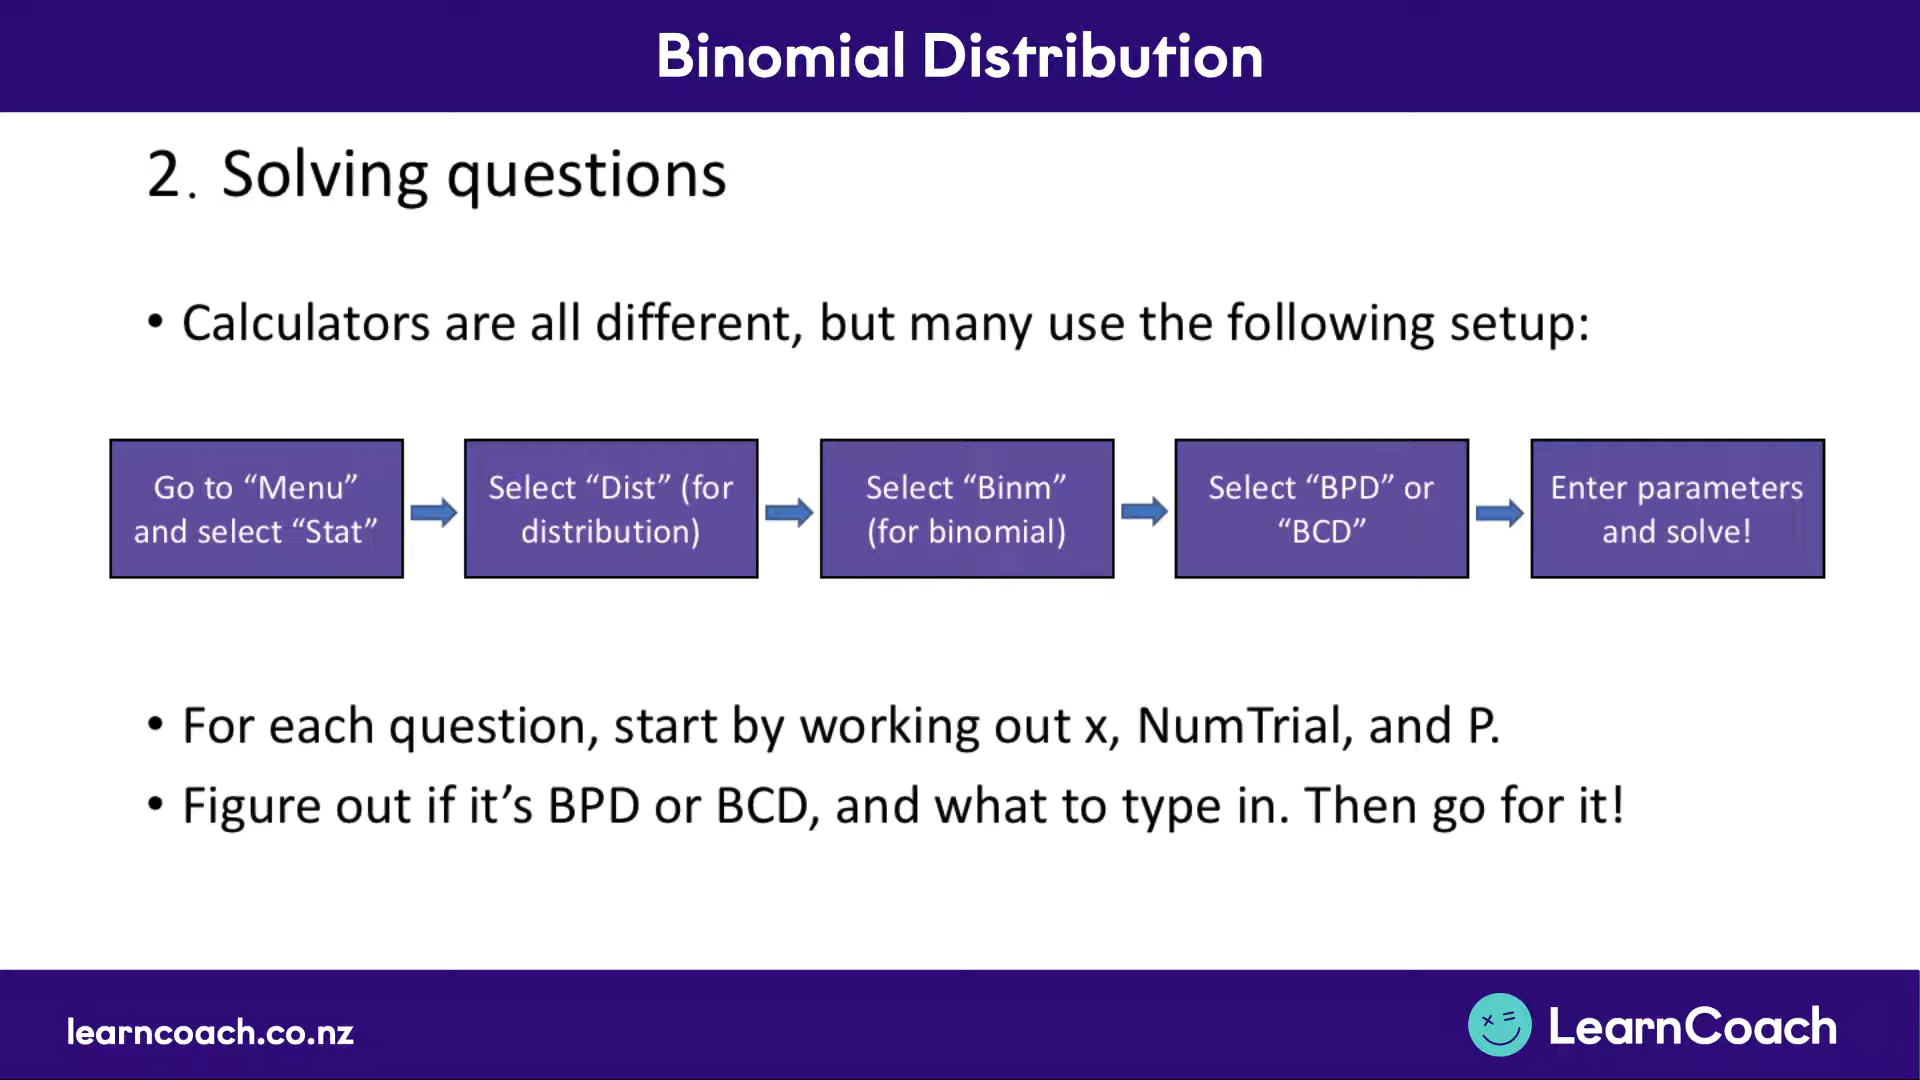 Binomial Distribution
2. Solving questions
• Calculators are all different, but many use the following setup:
Go to “Menu”
and select “Stat”
Select “Dist” (for
distribution)
Select “Binm”
(for binomial)
Select “BPD” or
“BCD”
Enter parameters
and solve!
• For each question, start by working out x, NumTrial, and P.
• Figure out if it’s BPD or BCD, and what to type in. Then go for it!
learncoach.co.nz
LearnCoach